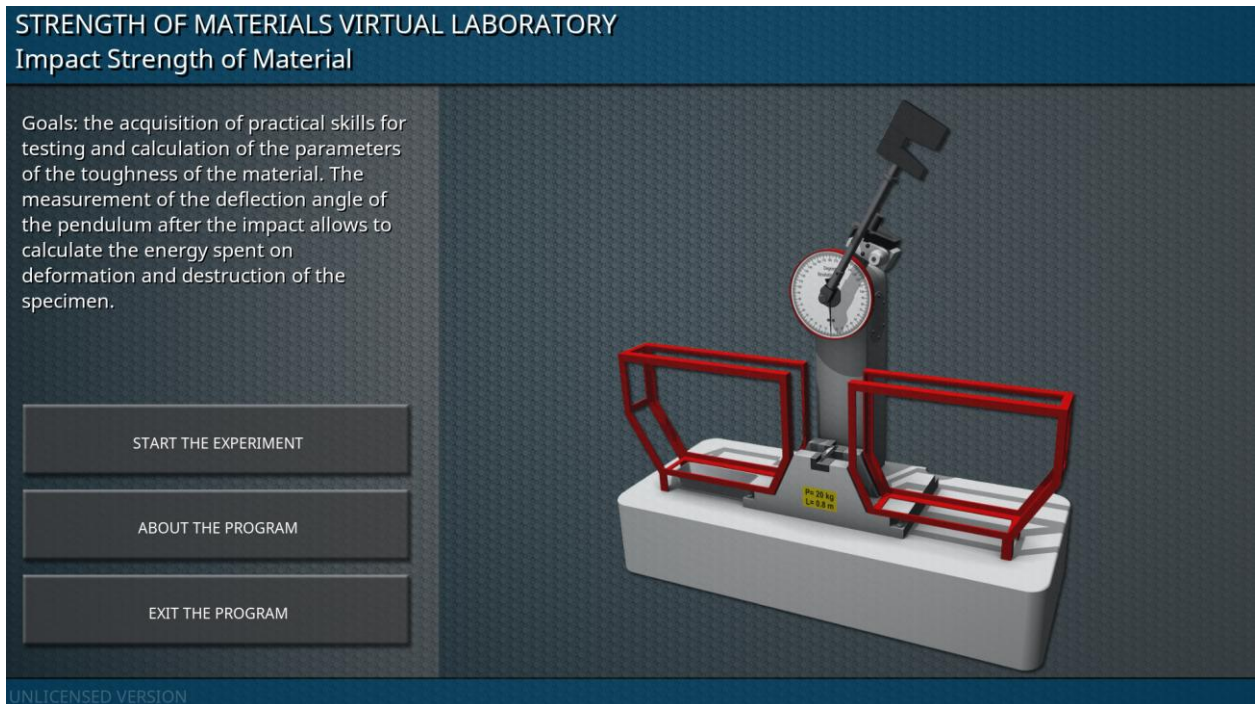 STRENGTH OF MATERIALS VIRTUAL LABORATORY
Impact Strength of Material
Goals: the acquisition of practical skills for
testing and calculation of the parameters
of the toughness of the material. The
measurement of the deflection angle of
the pendulum after the impact allows to
calculate the energy spent on
deformation and destruction of the
specimen.
START THE EXPERIMENT
ABOUT THE PROGRAM
EXIT THE PROGRAM
P= 20 kg
L= 0.8 m
UNLICENSED VERSION